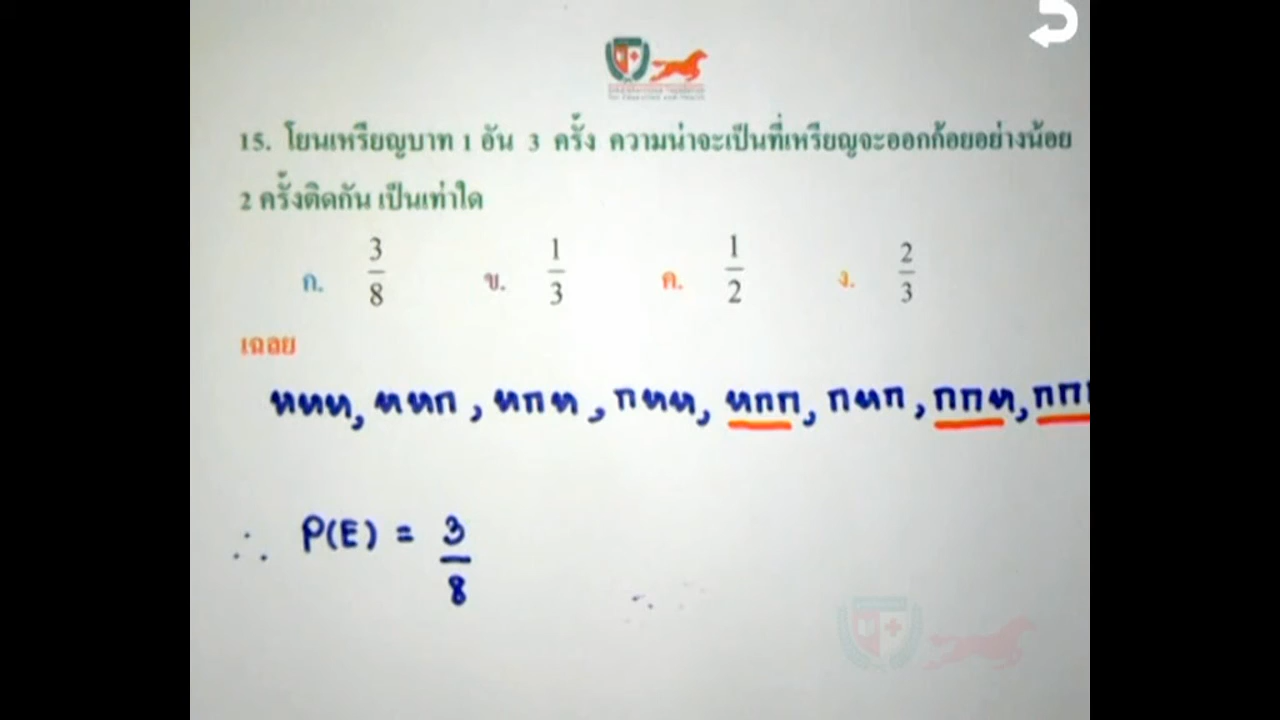 15. โยนเหรียญบาท 1 อัน 3 ครั้ง ความน่าจะเป็นที่เหรียญจะออกก้อยอย่างน้อย
2 ครั้งติดกัน เป็นเท่าใด
ก. 3/8 ข. 1/3 ค. 1/2 ง. 2/3
เฉลย
หหห, หหก, หกห, กหห, หกก, กหก, กกห, กก
∴ P(E) = 3/8